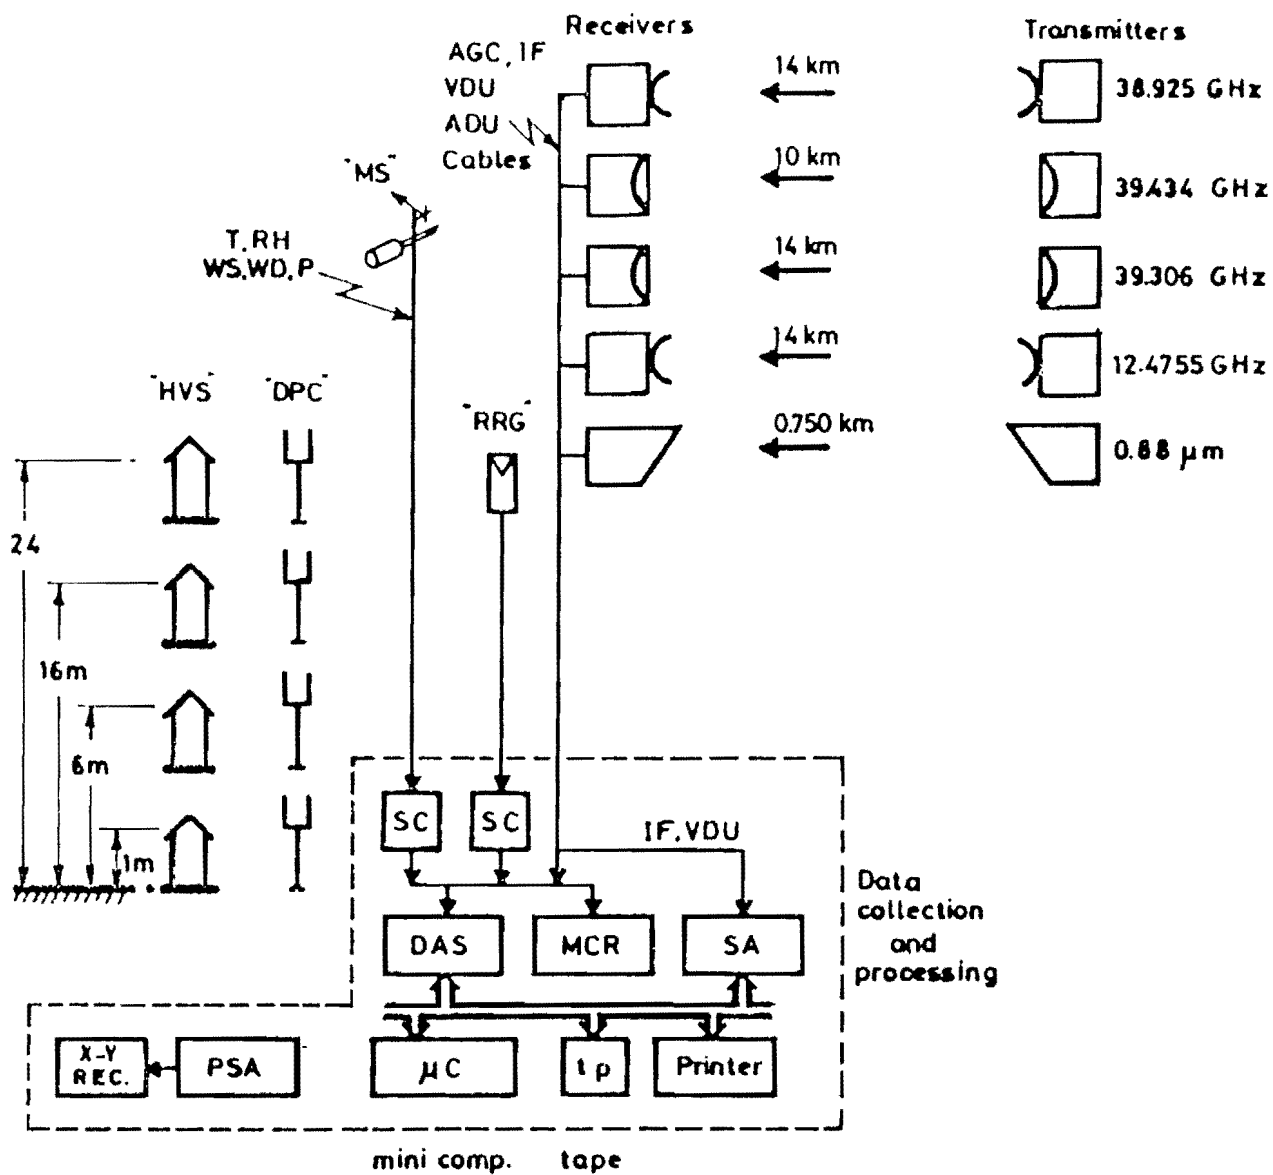 Receivers
Transmitters
AGC, IF
VDU
ADU
Cables
14 km
38.925 GHz
10 km
39.434 GHz
"MS"
T.RH
WS,WD,P
14 km
39.306 GHz
14 km
12.4755 GHz
"HVS"
"DPC"
"RRG"
0.750 km
0.88 μm
24
16m
6m
1m
SC
SC
IF,VDU
Data
collection
and
processing
DAS
MCR
SA
X-Y
REC.
PSA
μC
tp
Printer
mini comp.
tape